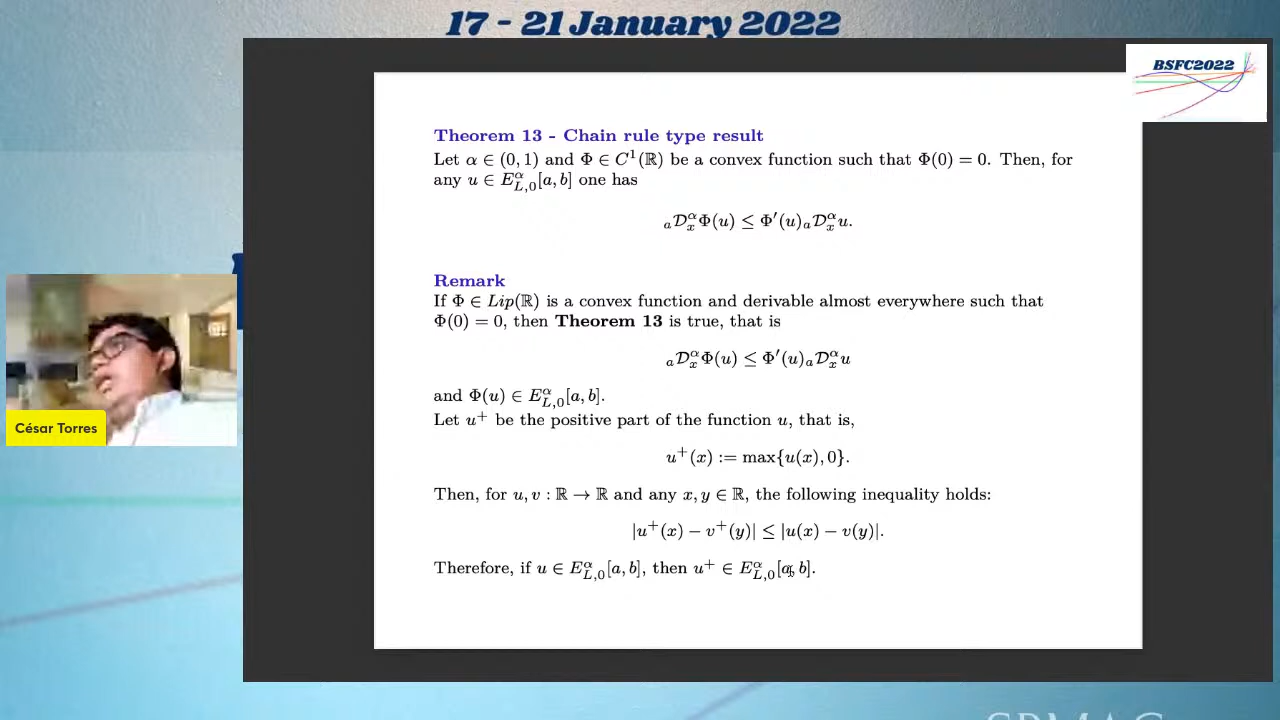 17 - 21 January 2022
BSFC2022
Theorem 13 - Chain rule type result
Let α ∈ (0, 1) and Φ ∈ C¹(ℝ) be a convex function such that Φ(0) = 0. Then, for
any u ∈ E^α_{L,0}[a, b] one has
_a𝒟^α_xΦ(u) ≤ Φ′(u)_a𝒟^α_xu.
Remark
If Φ ∈ Lip(ℝ) is a convex function and derivable almost everywhere such that
Φ(0) = 0, then Theorem 13 is true, that is
_a𝒟^α_xΦ(u) ≤ Φ′(u)_a𝒟^α_xu
and Φ(u) ∈ E^α_{L,0}[a, b].
Let u⁺ be the positive part of the function u, that is,
u⁺(x) := max{u(x), 0}.
Then, for u, v : ℝ → ℝ and any x, y ∈ ℝ, the following inequality holds:
|u⁺(x) − v⁺(y)| ≤ |u(x) − v(y)|.
Therefore, if u ∈ E^α_{L,0}[a, b], then u⁺ ∈ E^α_{L,0}[a, b].
César Torres